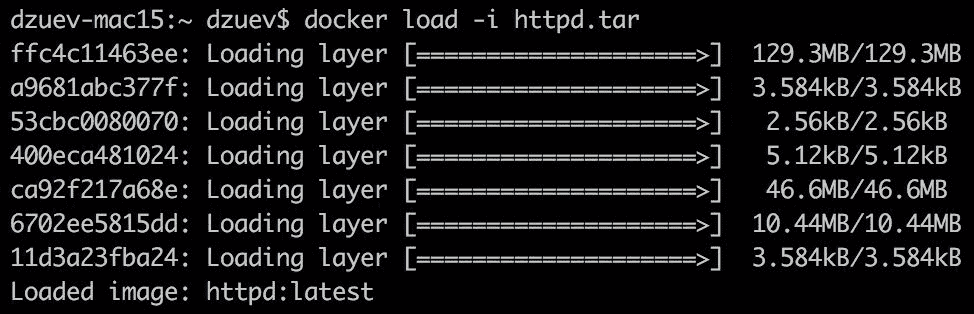 dzuev-mac15:~ dzuev$ docker load -i httpd.tar
ffc4c11463ee: Loading layer [=====================>]  129.3MB/129.3MB
a9681abc377f: Loading layer [=====================>]  3.584kB/3.584kB
53cbc0080070: Loading layer [=====================>]   2.56kB/2.56kB
400eca481024: Loading layer [=====================>]   5.12kB/5.12kB
ca92f217a68e: Loading layer [=====================>]   46.6MB/46.6MB
6702ee5815dd: Loading layer [=====================>]  10.44MB/10.44MB
11d3a23fba24: Loading layer [=====================>]  3.584kB/3.584kB
Loaded image: httpd:latest